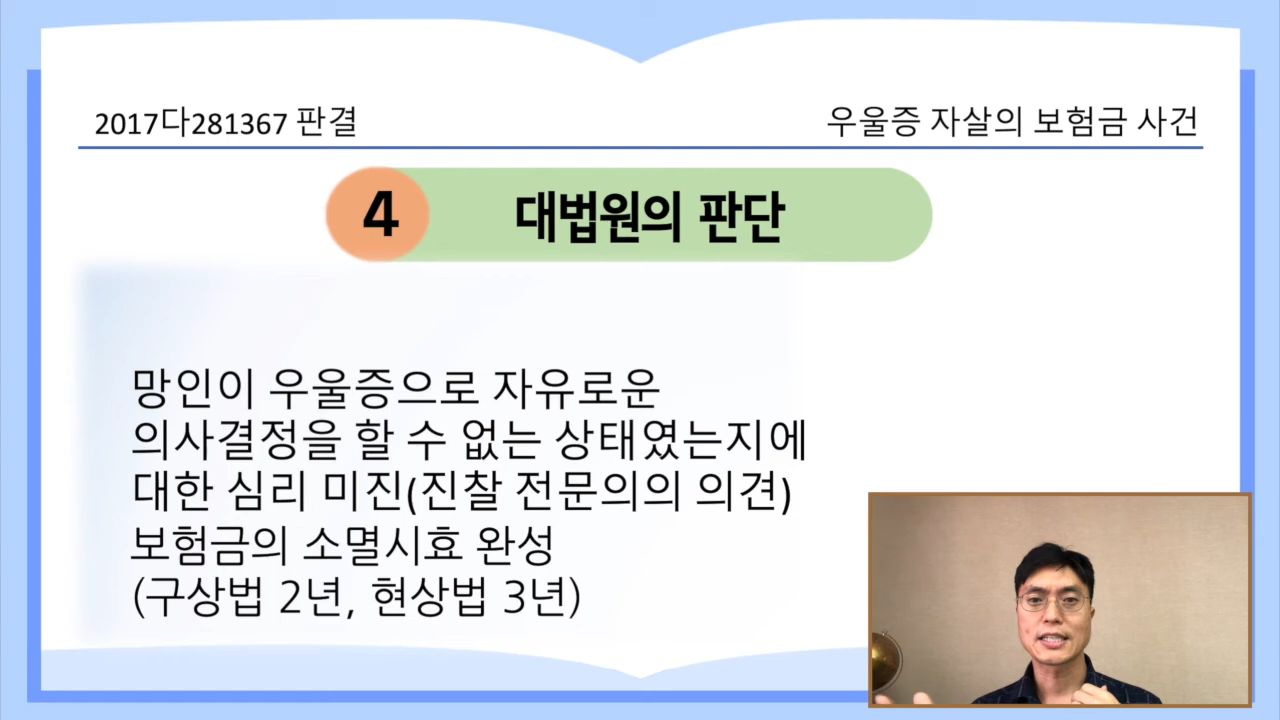 2017다281367 판결
우울증 자살의 보험금 사건
4
대법원의 판단
망인이 우울증으로 자유로운
의사결정을 할 수 없는 상태였는지에
대한 심리 미진(진찰 전문의의 의견)
보험금의 소멸시효 완성
(구상법 2년, 현상법 3년)